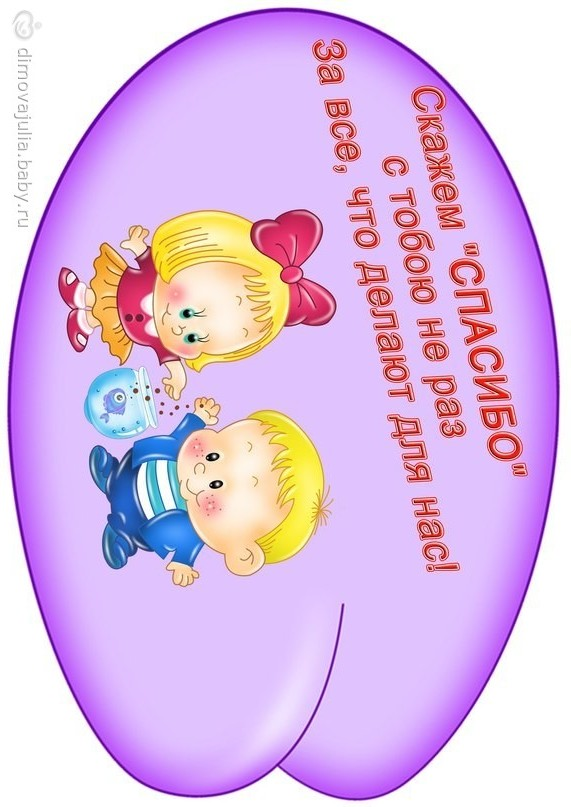 Скажем "СПАСИБО"
с тобою не раз
За все, что делают для нас!
dimovajulia.baby.ru